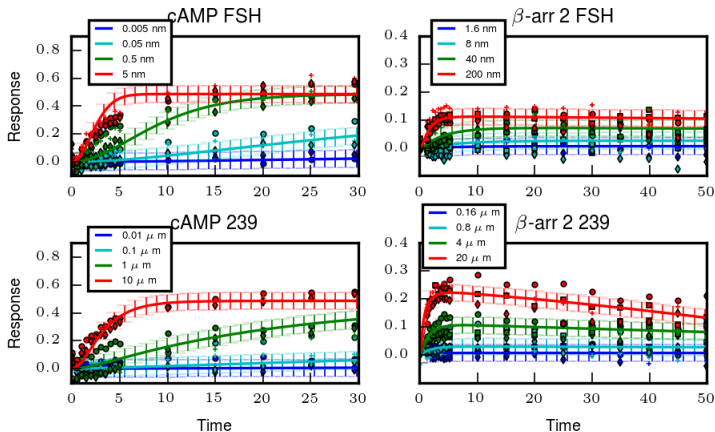 cAMP FSH
0.005 nm
0.05 nm
0.5 nm
5 nm
0.8
0.6
0.4
0.2
0.0
Response
0 5 10 15 20 25 30
β-arr 2 FSH
1.6 nm
8 nm
40 nm
200 nm
0.4
0.3
0.2
0.1
0.0
0 10 20 30 40 50
cAMP 239
0.01 μ m
0.1 μ m
1 μ m
10 μ m
0.8
0.6
0.4
0.2
0.0
Response
0 5 10 15 20 25 30
Time
β-arr 2 239
0.16 μ m
0.8 μ m
4 μ m
20 μ m
0.4
0.3
0.2
0.1
0.0
0 10 20 30 40 50
Time